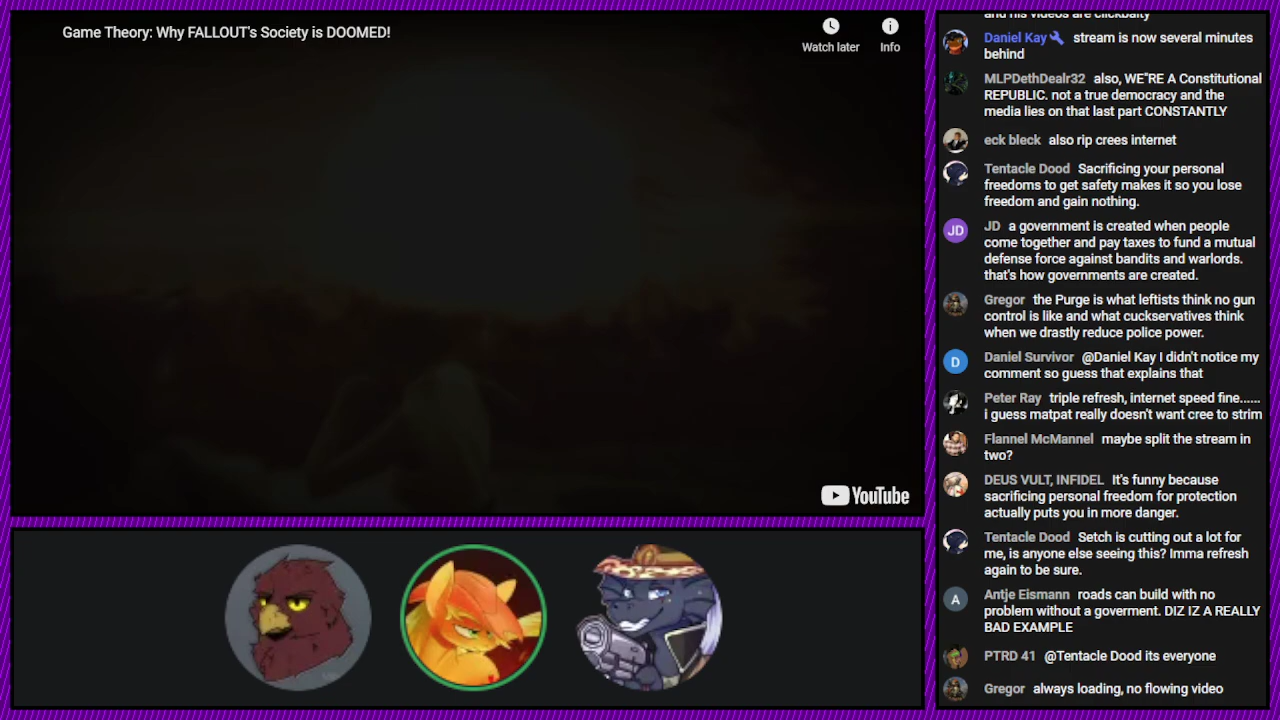 Game Theory: Why FALLOUT's Society is DOOMED!
Watch later
Info
YouTube
and his videos are clickbaity
Daniel Kay stream is now several minutes
behind
MLPDethDealr32 also, WE"RE A Constitutional
REPUBLIC. not a true democracy and the
media lies on that last part CONSTANTLY
eck bleck also rip crees internet
Tentacle Dood Sacrificing your personal
freedoms to get safety makes it so you lose
freedom and gain nothing.
JD
JD a government is created when people
come together and pay taxes to fund a mutual
defense force against bandits and warlords.
that's how governments are created.
Gregor the Purge is what leftists think no gun
control is like and what cuckservatives think
when we drastly reduce police power.
D
Daniel Survivor @Daniel Kay I didn't notice my
comment so guess that explains that
Peter Ray triple refresh, internet speed fine......
i guess matpat really doesn't want cree to strim
Flannel McMannel maybe split the stream in
two?
DEUS VULT, INFIDEL It's funny because
sacrificing personal freedom for protection
actually puts you in more danger.
Tentacle Dood Setch is cutting out a lot for
me, is anyone else seeing this? Imma refresh
again to be sure.
A
Antje Eismann roads can build with no
problem without a goverment. DIZ IZ A REALLY
BAD EXAMPLE
PTRD 41 @Tentacle Dood its everyone
Gregor always loading, no flowing video